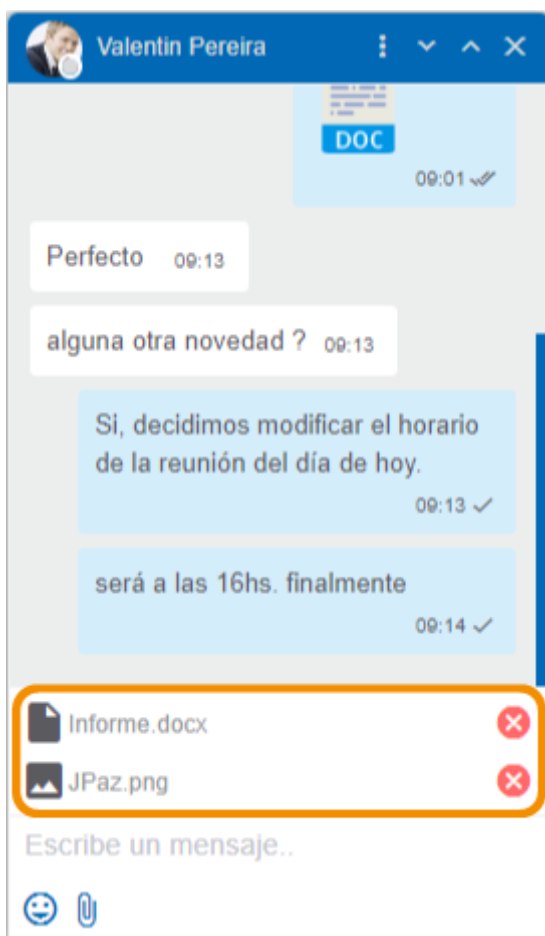 Valentin Pereira
DOC
09:01
Perfecto 09:13
alguna otra novedad ? 09:13
Si, decidimos modificar el horario
de la reunión del día de hoy.
09:13
será a las 16hs. finalmente
09:14
Informe.docx
JPaz.png
Escribe un mensaje..